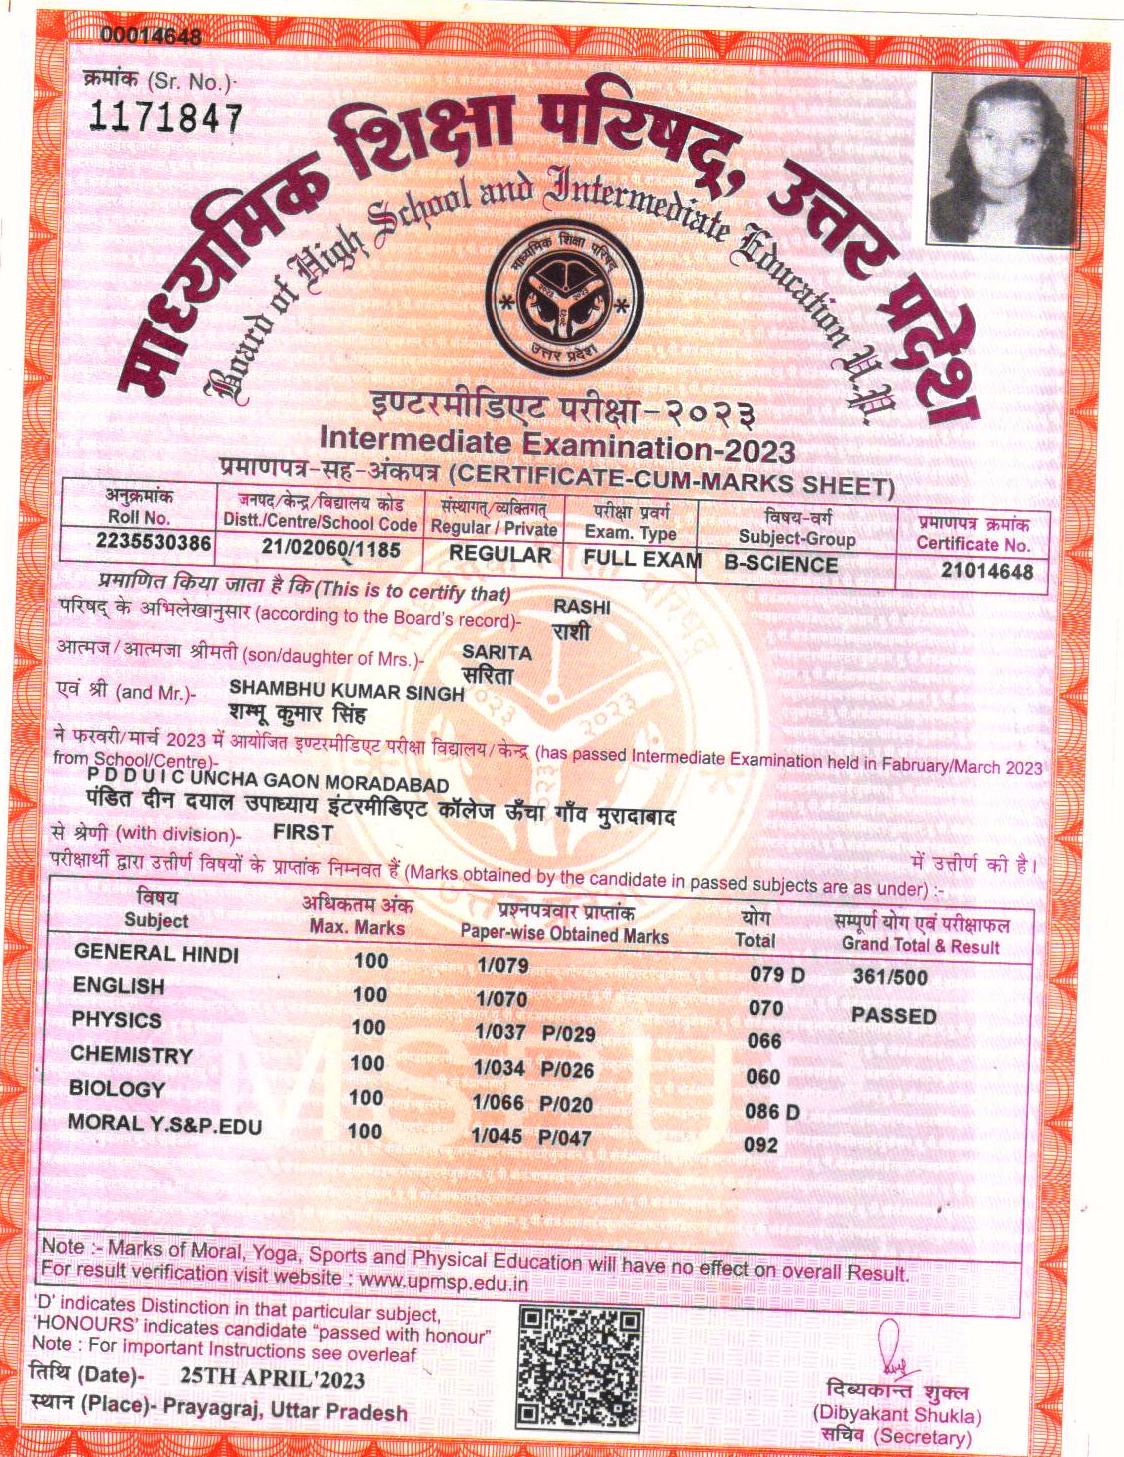 00014648
क्रमांक (Sr. No.)-
1171847
माध्यमिक शिक्षा परिषद्, उत्तर प्रदेश
Board of High School and Intermediate Education U.P.
माध्यमिक शिक्षा परिषद्
उत्तर प्रदेश
इण्टरमीडिएट परीक्षा-२०२३
Intermediate Examination-2023
प्रमाणपत्र-सह-अंकपत्र (CERTIFICATE-CUM-MARKS SHEET)
अनुक्रमांक जनपद/केन्द्र/विद्यालय कोड संस्थागत्/व्यक्तिगत् परीक्षा प्रवर्ग विषय-वर्ग प्रमाणपत्र क्रमांक
Roll No. Distt./Centre/School Code Regular / Private Exam. Type Subject-Group Certificate No.
2235530386 21/02060/1185 REGULAR FULL EXAM B-SCIENCE 21014648
प्रमाणित किया जाता है कि (This is to certify that)
परिषद् के अभिलेखानुसार (according to the Board's record)- RASHI
राशी
आत्मज/आत्मजा श्रीमती (son/daughter of Mrs.)- SARITA
सरिता
एवं श्री (and Mr.)- SHAMBHU KUMAR SINGH
शम्भू कुमार सिंह
ने फरवरी/मार्च 2023 में आयोजित इण्टरमीडिएट परीक्षा विद्यालय/केन्द्र (has passed Intermediate Examination held in Fabruary/March 2023
from School/Centre)-
P D D U I C UNCHA GAON MORADABAD
पंडित दीन दयाल उपाध्याय इंटरमीडिएट कॉलेज ऊँचा गाँव मुरादाबाद
से श्रेणी (with division)- FIRST में उत्तीर्ण की है।
परीक्षार्थी द्वारा उत्तीर्ण विषयों के प्राप्तांक निम्नवत हैं (Marks obtained by the candidate in passed subjects are as under) :-
विषय अधिकतम अंक प्रश्नपत्रवार प्राप्तांक योग सम्पूर्ण योग एवं परीक्षाफल
Subject Max. Marks Paper-wise Obtained Marks Total Grand Total & Result
GENERAL HINDI 100 1/079 079 D 361/500
ENGLISH 100 1/070 070 PASSED
PHYSICS 100 1/037 P/029 066
CHEMISTRY 100 1/034 P/026 060
BIOLOGY 100 1/066 P/020 086 D
MORAL Y.S&P.EDU 100 1/045 P/047 092
Note :- Marks of Moral, Yoga, Sports and Physical Education will have no effect on overall Result.
For result verification visit website : www.upmsp.edu.in
'D' indicates Distinction in that particular subject,
'HONOURS' indicates candidate "passed with honour"
Note : For important Instructions see overleaf
तिथि (Date)- 25TH APRIL'2023
स्थान (Place)- Prayagraj, Uttar Pradesh
दिब्यकान्त शुक्ल
(Dibyakant Shukla)
सचिव (Secretary)